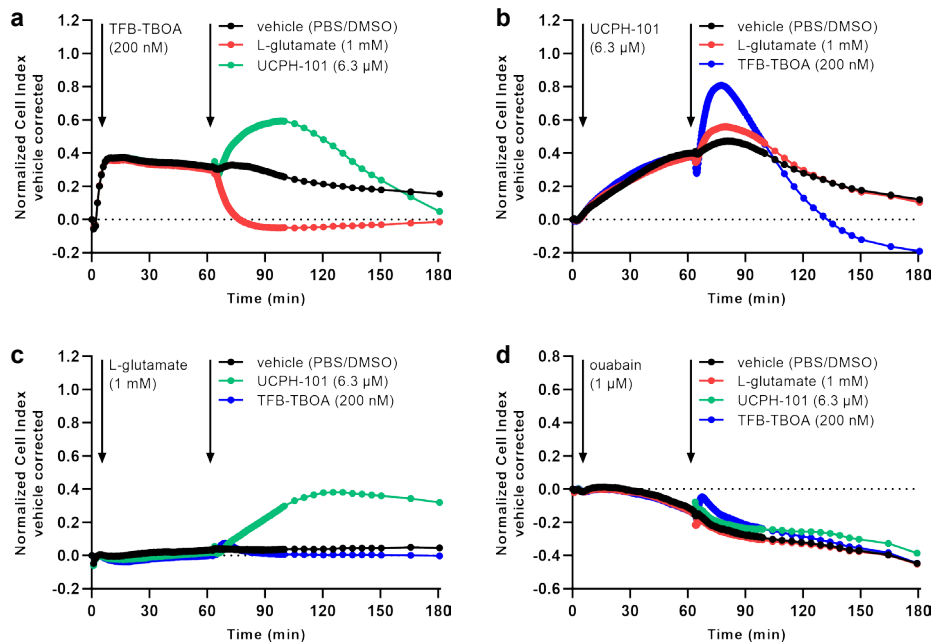 a
TFB-TBOA
(200 nM)
vehicle (PBS/DMSO)
L-glutamate (1 mM)
UCPH-101 (6.3 µM)
Normalized Cell Index
vehicle corrected
1.2
1.0
0.8
0.6
0.4
0.2
0.0
-0.2
0 30 60 90 120 150 180
Time (min)
b
UCPH-101
(6.3 µM)
vehicle (PBS/DMSO)
L-glutamate (1 mM)
TFB-TBOA (200 nM)
Normalized Cell Index
vehicle corrected
1.2
1.0
0.8
0.6
0.4
0.2
0.0
-0.2
0 30 60 90 120 150 180
Time (min)
c
L-glutamate
(1 mM)
vehicle (PBS/DMSO)
UCPH-101 (6.3 µM)
TFB-TBOA (200 nM)
Normalized Cell Index
vehicle corrected
1.2
1.0
0.8
0.6
0.4
0.2
0.0
-0.2
0 30 60 90 120 150 180
Time (min)
d
ouabain
(1 µM)
vehicle (PBS/DMSO)
L-glutamate (1 mM)
UCPH-101 (6.3 µM)
TFB-TBOA (200 nM)
Normalized Cell Index
vehicle corrected
0.8
0.6
0.4
0.2
0.0
-0.2
-0.4
-0.6
0 30 60 90 120 150 180
Time (min)